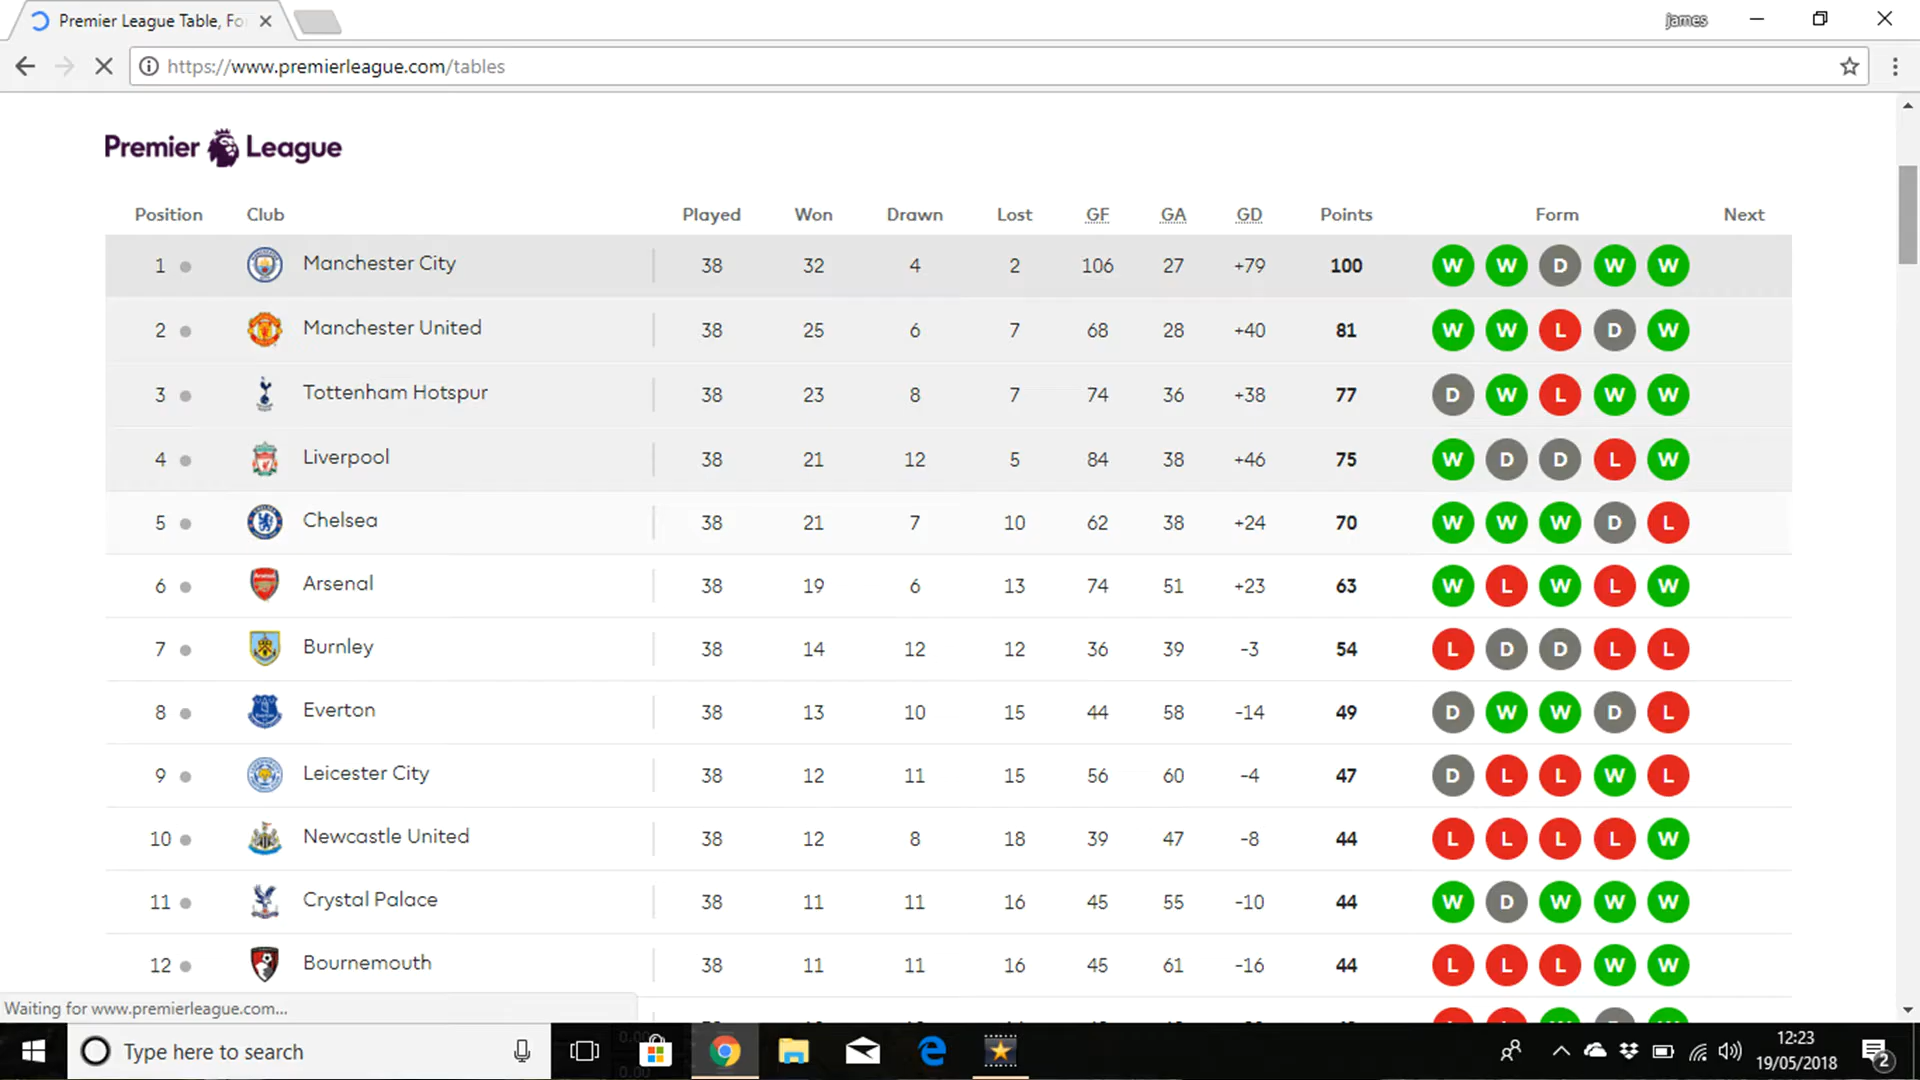 Premier League Table, Fo
james
https://www.premierleague.com/tables
Premier League
Position Club Played Won Drawn Lost GF GA GD Points Form Next
1 Manchester City 38 32 4 2 106 27 +79 100 W W D W W
2 Manchester United 38 25 6 7 68 28 +40 81 W W L D W
3 Tottenham Hotspur 38 23 8 7 74 36 +38 77 D W L W W
4 Liverpool 38 21 12 5 84 38 +46 75 W D D L W
5 Chelsea 38 21 7 10 62 38 +24 70 W W W D L
6 Arsenal 38 19 6 13 74 51 +23 63 W L W L W
7 Burnley 38 14 12 12 36 39 -3 54 L D D L L
8 Everton 38 13 10 15 44 58 -14 49 D W W D L
9 Leicester City 38 12 11 15 56 60 -4 47 D L L W L
10 Newcastle United 38 12 8 18 39 47 -8 44 L L L L W
11 Crystal Palace 38 11 11 16 45 55 -10 44 W D W W W
12 Bournemouth 38 11 11 16 45 61 -16 44 L L L W W
Waiting for www.premierleague.com...
Type here to search
12:23
19/05/2018
2